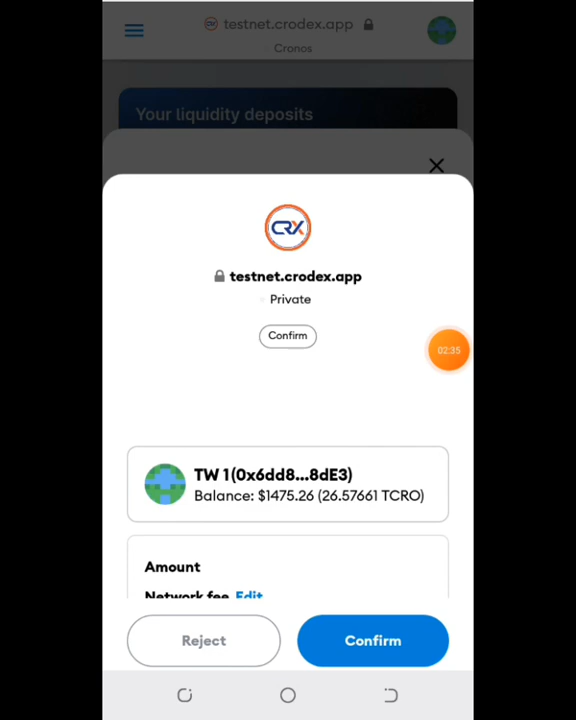 testnet.crodex.app
Cronos
Your liquidity deposits
CRX
testnet.crodex.app
Private
Confirm
02:35
TW 1(0x6dd8...8dE3)
Balance: $1475.26 (26.57661 TCRO)
Amount
Network fee Edit
Reject
Confirm